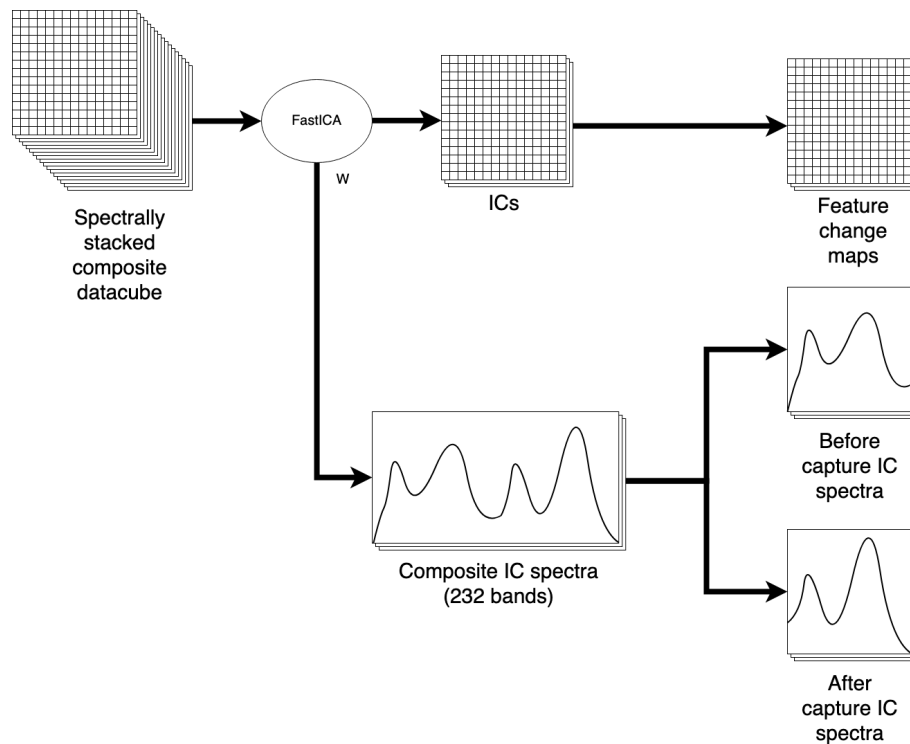 FastICA
W
Spectrally
stacked
composite
datacube
ICs
Feature
change
maps
Composite IC spectra
(232 bands)
Before
capture IC
spectra
After
capture IC
spectra